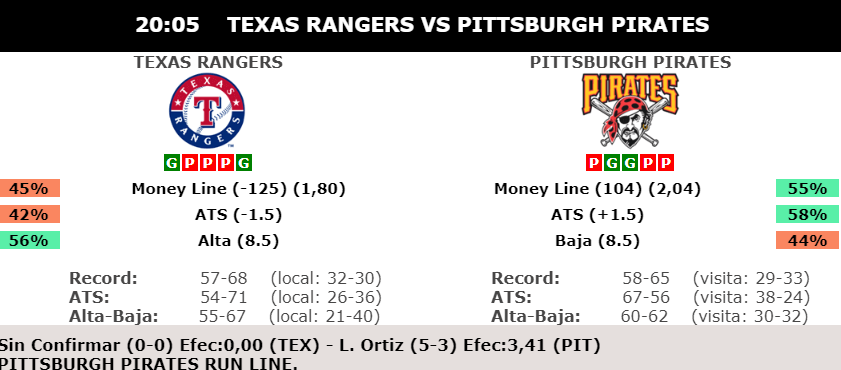 20:05 TEXAS RANGERS VS PITTSBURGH PIRATES
TEXAS RANGERS PITTSBURGH PIRATES
TEXAS T RANGERS PIRATES
G P P P G P G G P P
45% Money Line (-125) (1,80) Money Line (104) (2,04) 55%
42% ATS (-1.5) ATS (+1.5) 58%
56% Alta (8.5) Baja (8.5) 44%
Record: 57-68 (local: 32-30) Record: 58-65 (visita: 29-33)
ATS: 54-71 (local: 26-36) ATS: 67-56 (visita: 38-24)
Alta-Baja: 55-67 (local: 21-40) Alta-Baja: 60-62 (visita: 30-32)
Sin Confirmar (0-0) Efec:0,00 (TEX) - L. Ortiz (5-3) Efec:3,41 (PIT)
PITTSBURGH PIRATES RUN LINE.